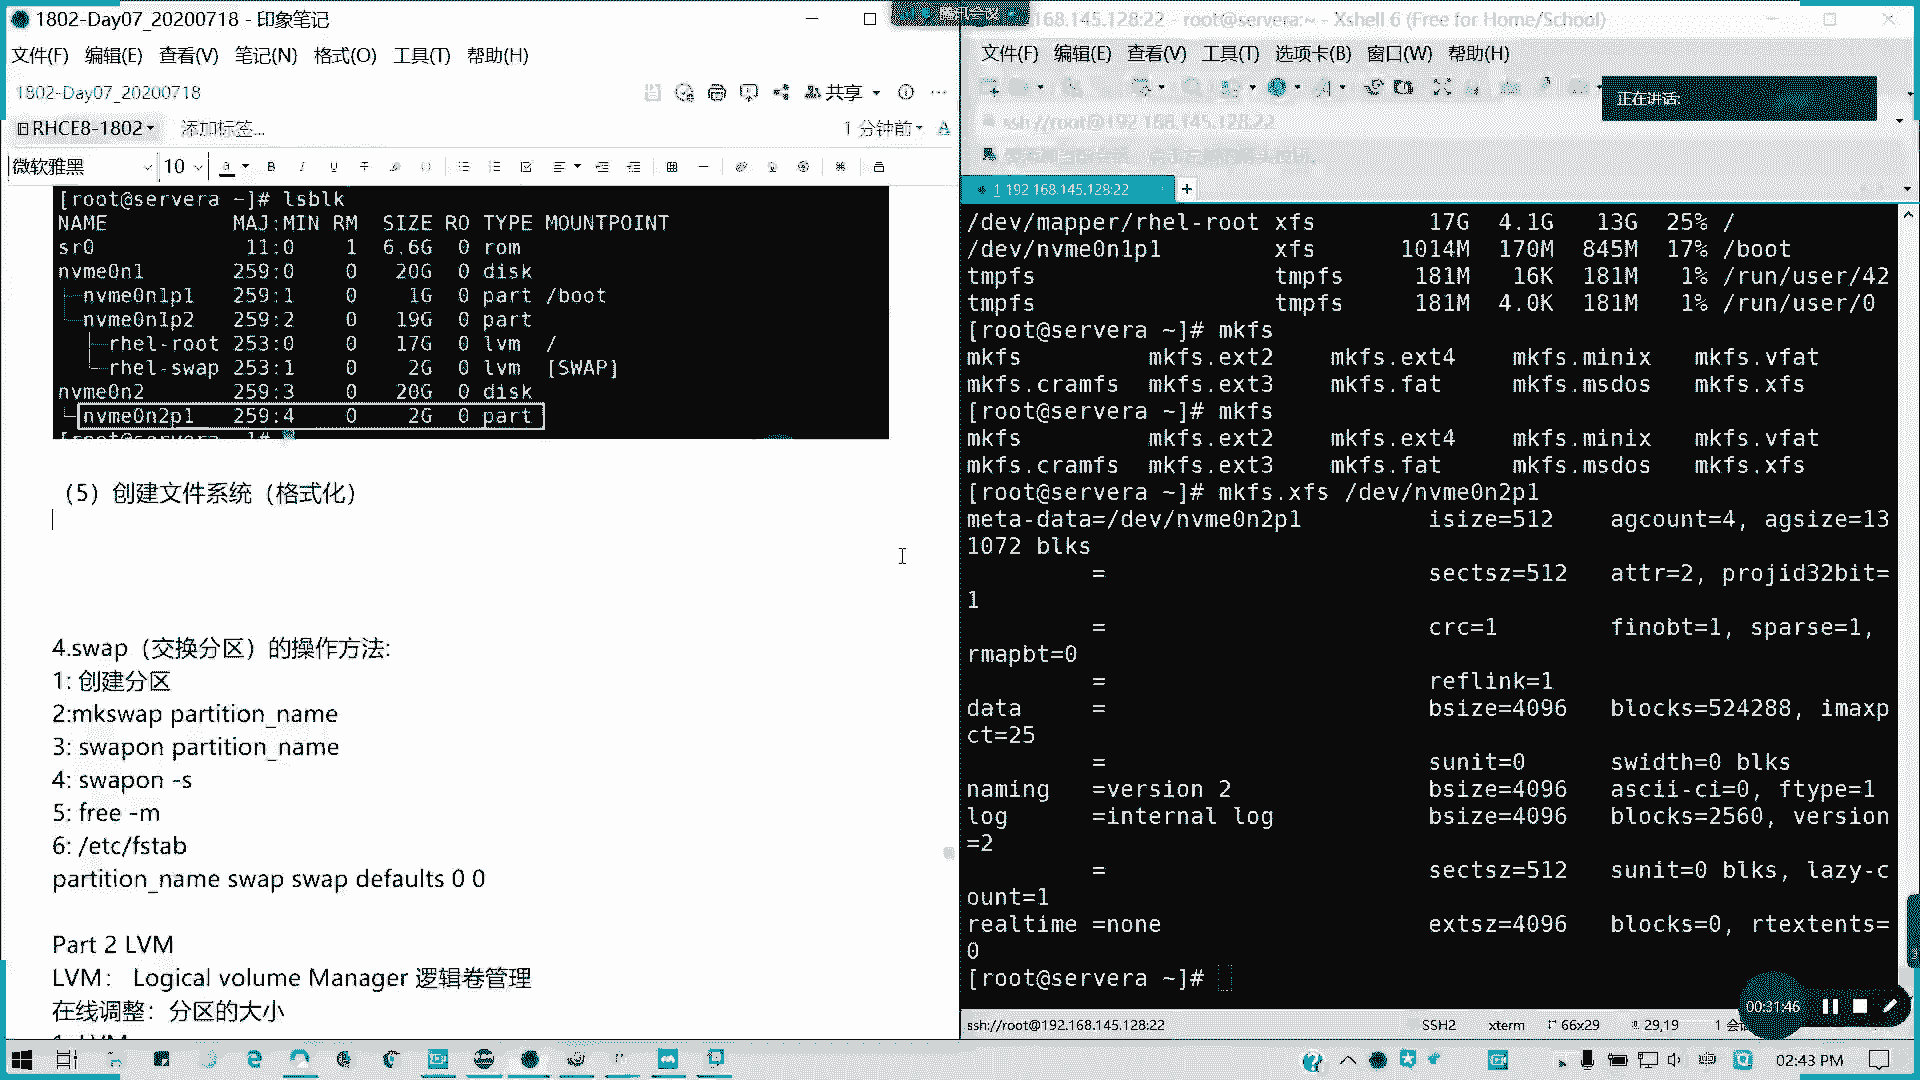 1802-Day07_20200718 - 印象笔记
文件(F) 编辑(E) 查看(V) 笔记(N) 格式(O) 工具(T) 帮助(H)
1802-Day07_20200718
共享
RHCE8-1802 添加标签...
1 分钟前
微软雅黑 10
[root@servera ~]# lsblk
NAME MAJ:MIN RM SIZE RO TYPE MOUNTPOINT
sr0 11:0 1 6.6G 0 rom
nvme0n1 259:0 0 20G 0 disk
├─nvme0n1p1 259:1 0 1G 0 part /boot
└─nvme0n1p2 259:2 0 19G 0 part
├─rhel-root 253:0 0 17G 0 lvm /
└─rhel-swap 253:1 0 2G 0 lvm [SWAP]
nvme0n2 259:3 0 20G 0 disk
└─nvme0n2p1 259:4 0 2G 0 part
（5）创建文件系统（格式化）
4.swap（交换分区）的操作方法:
1: 创建分区
2:mkswap partition_name
3: swapon partition_name
4: swapon -s
5: free -m
6: /etc/fstab
partition_name swap swap defaults 0 0
Part 2 LVM
LVM： Logical volume Manager 逻辑卷管理
在线调整：分区的大小
168.145.128:22 - root@servera:~ - Xshell 6 (Free for Home/School)
文件(F) 编辑(E) 查看(V) 工具(T) 选项卡(B) 窗口(W) 帮助(H)
正在讲话:
ssh://root@192.168.145.128:22
1 192.168.145.128:22
/dev/mapper/rhel-root xfs 17G 4.1G 13G 25% /
/dev/nvme0n1p1 xfs 1014M 170M 845M 17% /boot
tmpfs tmpfs 181M 16K 181M 1% /run/user/42
tmpfs tmpfs 181M 4.0K 181M 1% /run/user/0
[root@servera ~]# mkfs
mkfs mkfs.ext2 mkfs.ext4 mkfs.minix mkfs.vfat
mkfs.cramfs mkfs.ext3 mkfs.fat mkfs.msdos mkfs.xfs
[root@servera ~]# mkfs
mkfs mkfs.ext2 mkfs.ext4 mkfs.minix mkfs.vfat
mkfs.cramfs mkfs.ext3 mkfs.fat mkfs.msdos mkfs.xfs
[root@servera ~]# mkfs.xfs /dev/nvme0n2p1
meta-data=/dev/nvme0n2p1 isize=512 agcount=4, agsize=13
1072 blks
= sectsz=512 attr=2, projid32bit=
1
= crc=1 finobt=1, sparse=1,
rmapbt=0
= reflink=1
data = bsize=4096 blocks=524288, imaxp
ct=25
= sunit=0 swidth=0 blks
naming =version 2 bsize=4096 ascii-ci=0, ftype=1
log =internal log bsize=4096 blocks=2560, version
=2
= sectsz=512 sunit=0 blks, lazy-c
ount=1
realtime =none extsz=4096 blocks=0, rtextents=
0
[root@servera ~]#
00:31:46
ssh://root@192.168.145.128:22 SSH2 xterm 66x29 29,19
02:43 PM